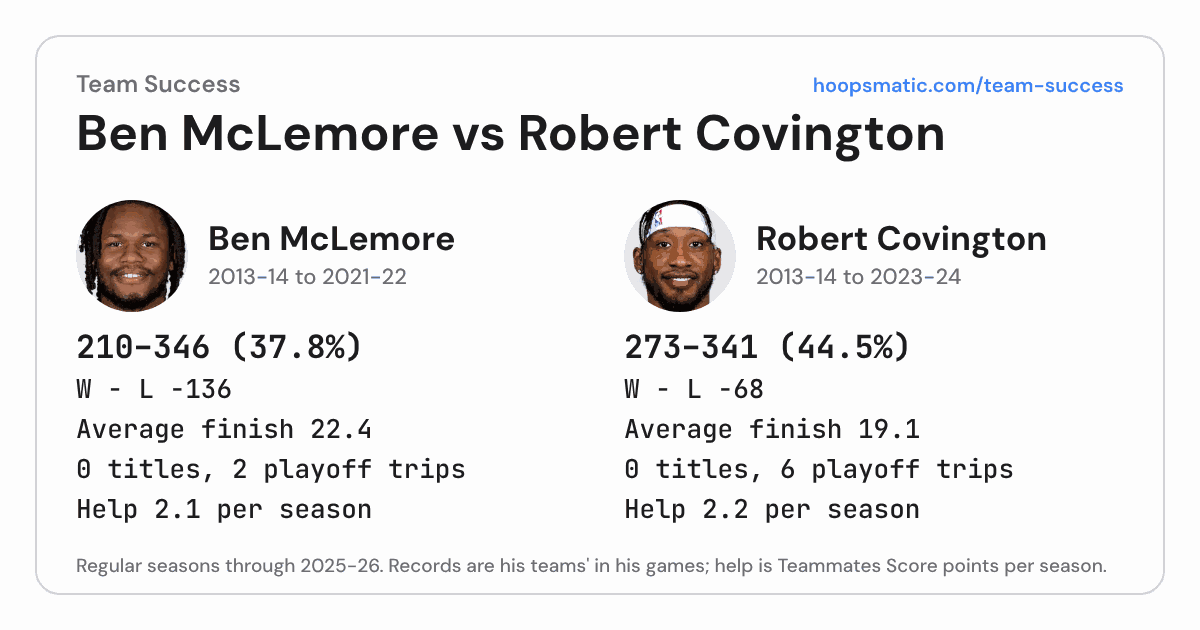 Team Success
hoopsmatic.com/team-success
Ben McLemore vs Robert Covington
Ben McLemore
2013-14 to 2021-22
210-346 (37.8%)
W - L -136
Average finish 22.4
0 titles, 2 playoff trips
Help 2.1 per season
Robert Covington
2013-14 to 2023-24
273-341 (44.5%)
W - L -68
Average finish 19.1
0 titles, 6 playoff trips
Help 2.2 per season
Regular seasons through 2025-26. Records are his teams' in his games; help is Teammates Score points per season.